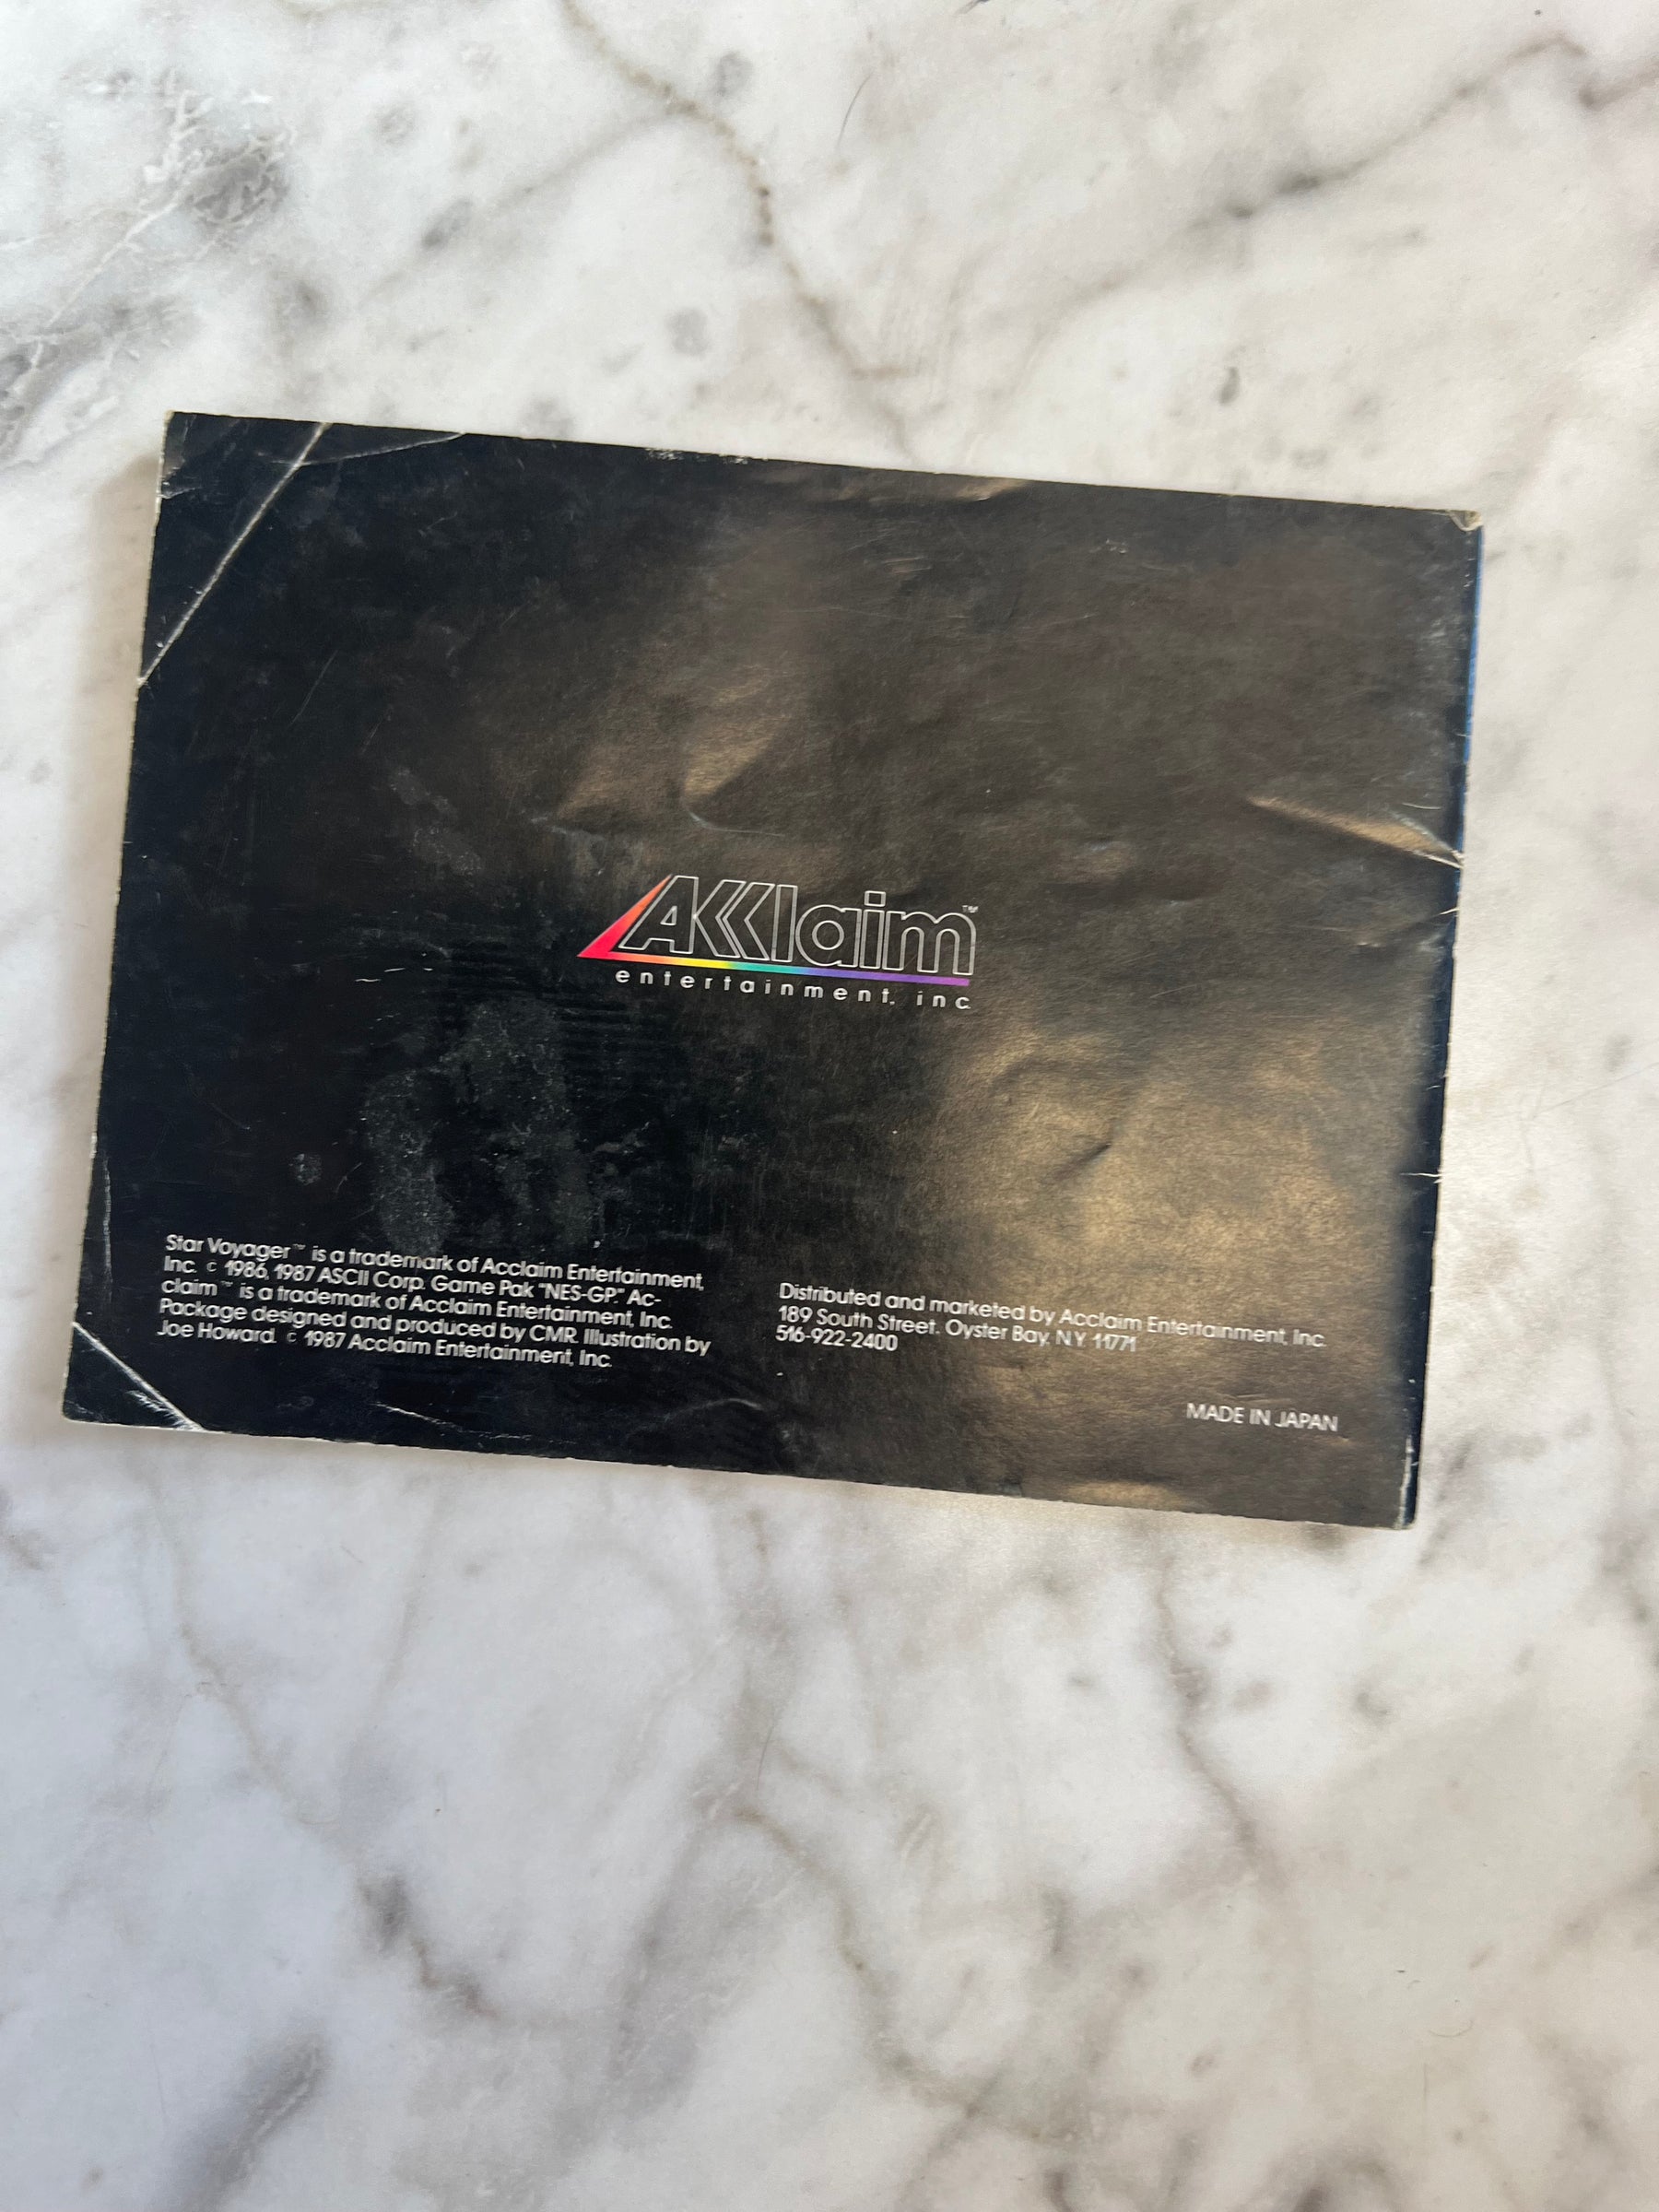 AKKlaim™
entertainment, inc.
Star Voyager™ is a trademark of Acclaim Entertainment,
Inc. © 1986, 1987 ASCII Corp. Game Pak "NES-GP." Ac-
claim™ is a trademark of Acclaim Entertainment, Inc.
Package designed and produced by CMR. Illustration by
Joe Howard. © 1987 Acclaim Entertainment, Inc.
Distributed and marketed by Acclaim Entertainment, Inc.
189 South Street, Oyster Bay, N.Y. 11771
516-922-2400
MADE IN JAPAN